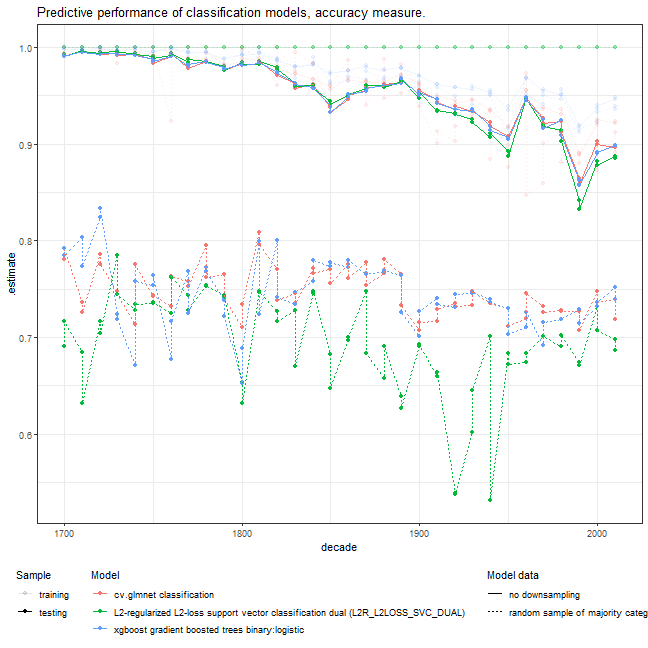 Predictive performance of classification models, accuracy measure.
1.0
0.9
0.8
0.7
0.6
estimate
1700
1800
1900
2000
decade
Sample
training
testing
Model
cv.glmnet classification
L2-regularized L2-loss support vector classification dual (L2R_L2LOSS_SVC_DUAL)
xgboost gradient boosted trees binary:logistic
Model data
no downsampling
random sample of majority categ